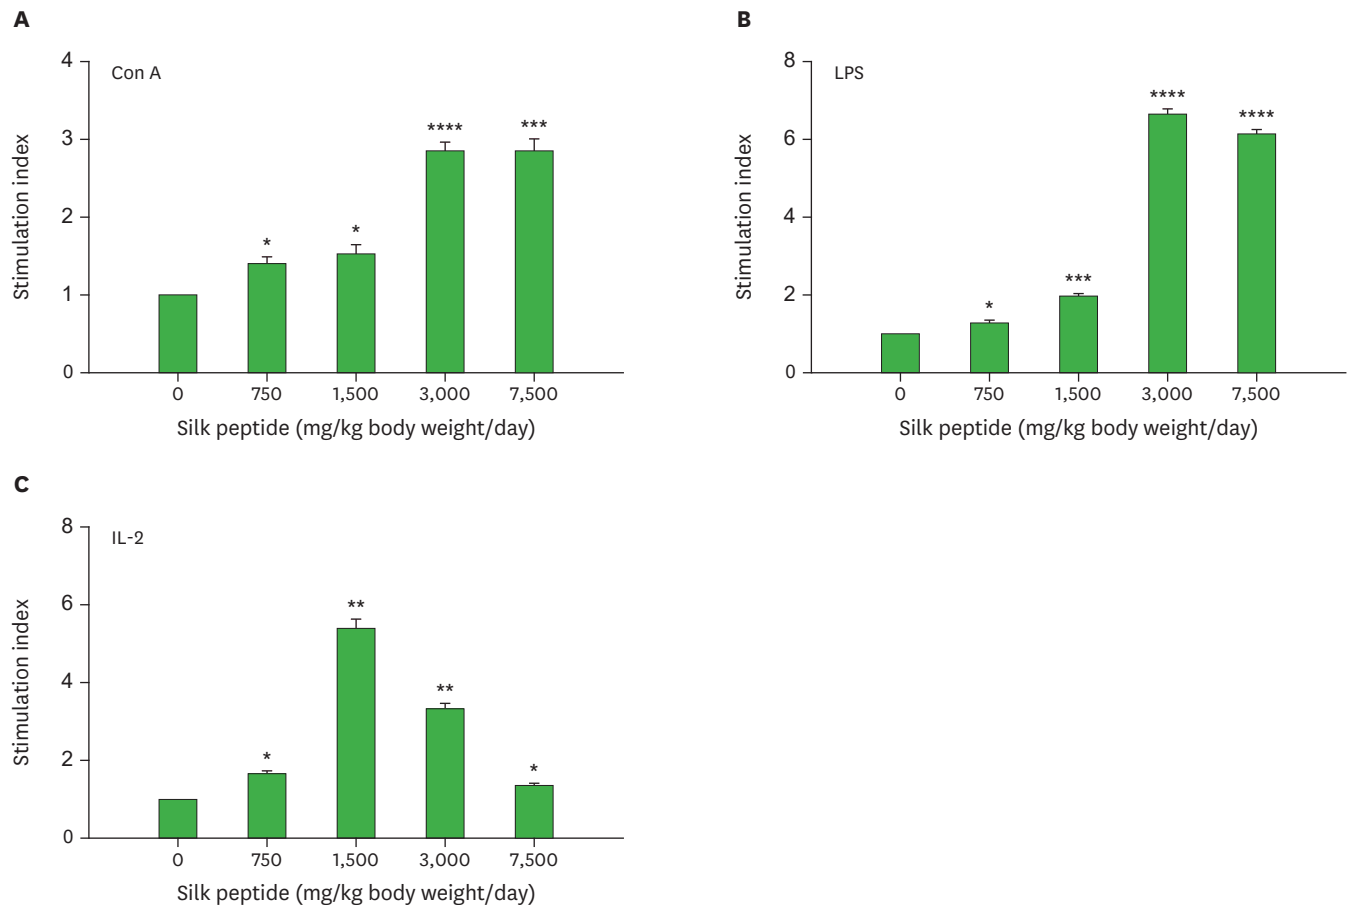 A
Con A
Stimulation index
4
3
2
1
0
* * **** ***
0 750 1,500 3,000 7,500
Silk peptide (mg/kg body weight/day)
B
LPS
Stimulation index
8
6
4
2
0
* *** **** ****
0 750 1,500 3,000 7,500
Silk peptide (mg/kg body weight/day)
C
IL-2
Stimulation index
8
6
4
2
0
* ** ** *
0 750 1,500 3,000 7,500
Silk peptide (mg/kg body weight/day)